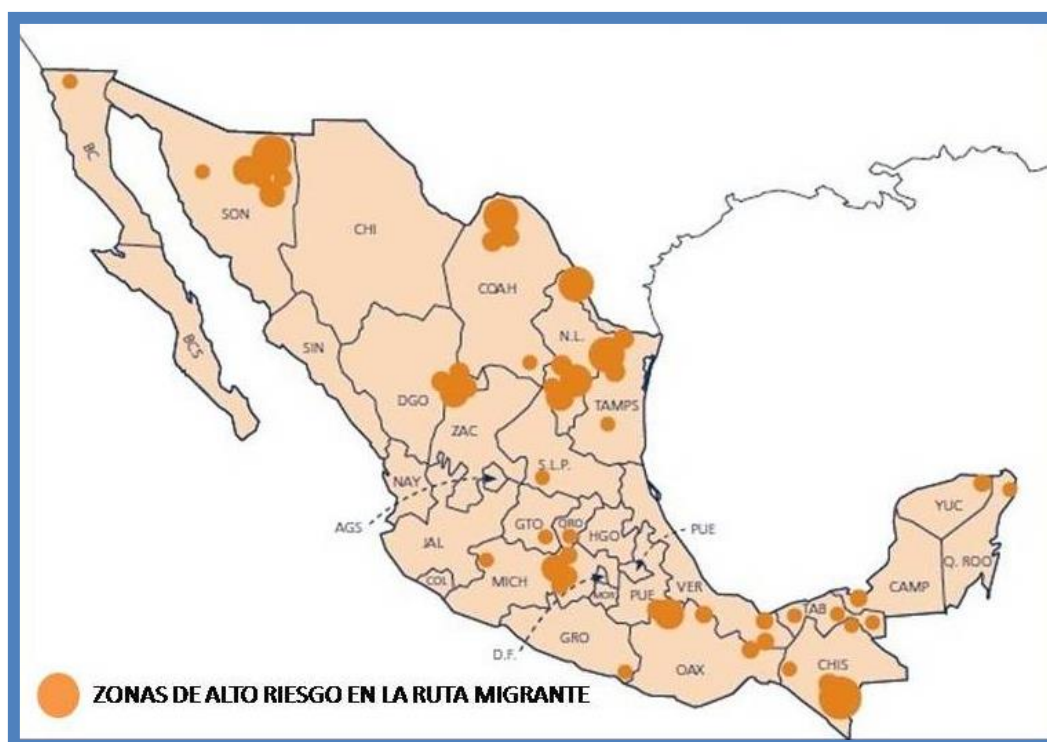 BC
SON
CHI
COAH
BCS
SIN
N.L.
DGO
TAMPS
ZAC
S.L.P.
NAY
AGS
GTO
QRO
HGO
PUE
YUC
JAL
Q. ROO
COL
MICH
MOR
PUE
VER
CAMP
TAB
GRO
D.F.
OAX
CHIS
ZONAS DE ALTO RIESGO EN LA RUTA MIGRANTE